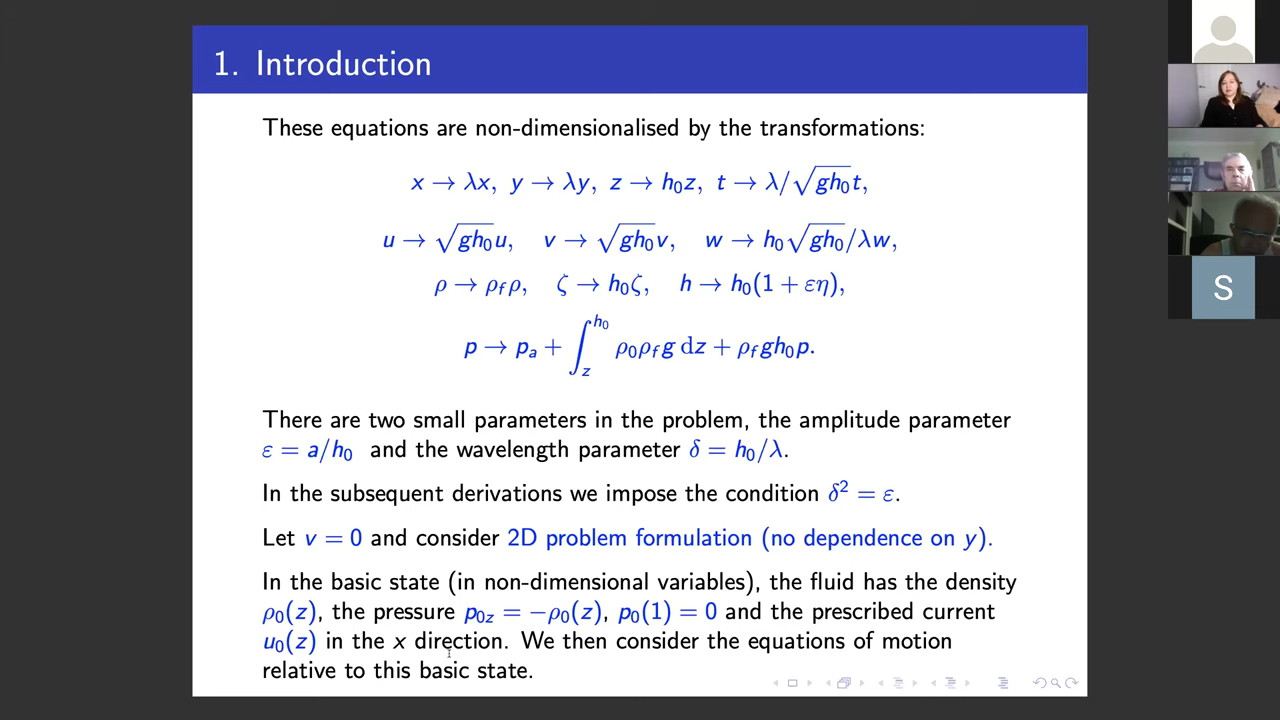 1. Introduction
These equations are non-dimensionalised by the transformations:
x → λx, y → λy, z → h₀z, t → λ/√gh₀t,
u → √gh₀u, v → √gh₀v, w → h₀√gh₀/λw,
ρ → ρ_fρ, ζ → h₀ζ, h → h₀(1 + εη),
p → pₐ + ∫_z^h₀ ρ₀ρ_fg dz + ρ_fgh₀p.
There are two small parameters in the problem, the amplitude parameter
ε = a/h₀ and the wavelength parameter δ = h₀/λ.
In the subsequent derivations we impose the condition δ² = ε.
Let v = 0 and consider 2D problem formulation (no dependence on y).
In the basic state (in non-dimensional variables), the fluid has the density
ρ₀(z), the pressure p₀z = −ρ₀(z), p₀(1) = 0 and the prescribed current
u₀(z) in the x direction. We then consider the equations of motion
relative to this basic state.
S